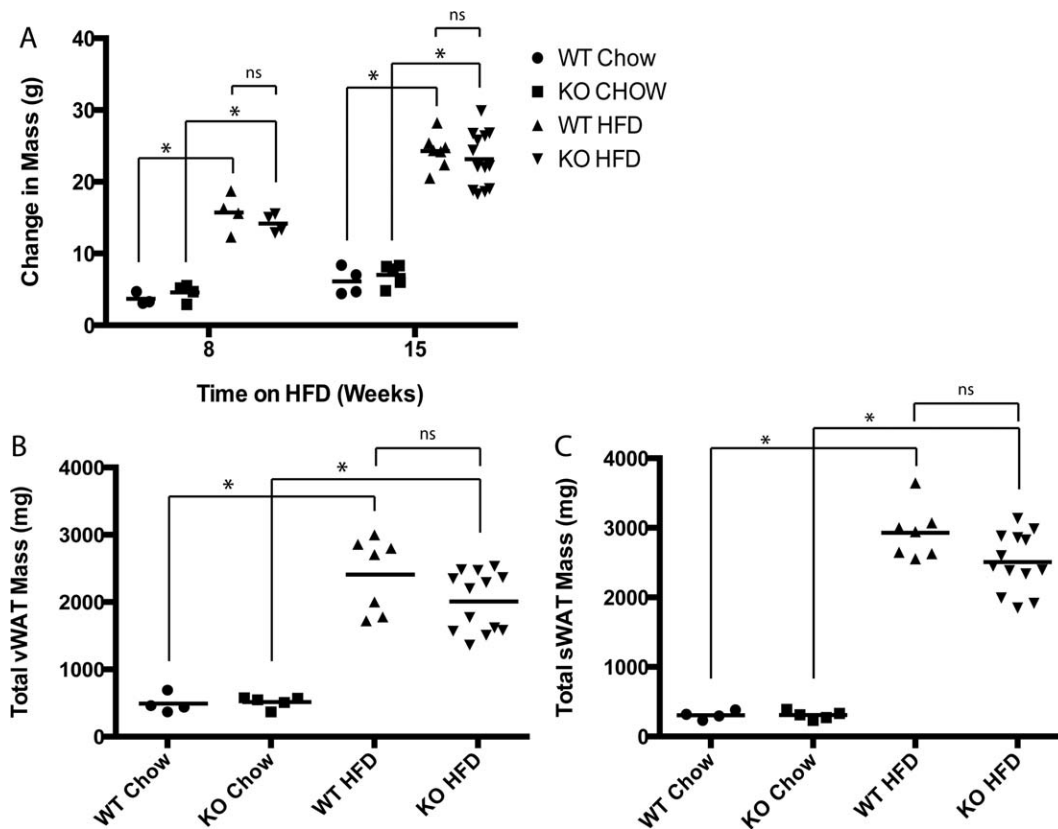 A
Change in Mass (g)
40
30
20
10
0
*
*
ns
*
*
ns
8
15
Time on HFD (Weeks)
WT Chow
KO CHOW
WT HFD
KO HFD
B
Total vWAT Mass (mg)
4000
3000
2000
1000
0
*
*
ns
WT Chow
KO Chow
WT HFD
KO HFD
C
Total sWAT Mass (mg)
4000
3000
2000
1000
0
*
*
ns
WT Chow
KO Chow
WT HFD
KO HFD